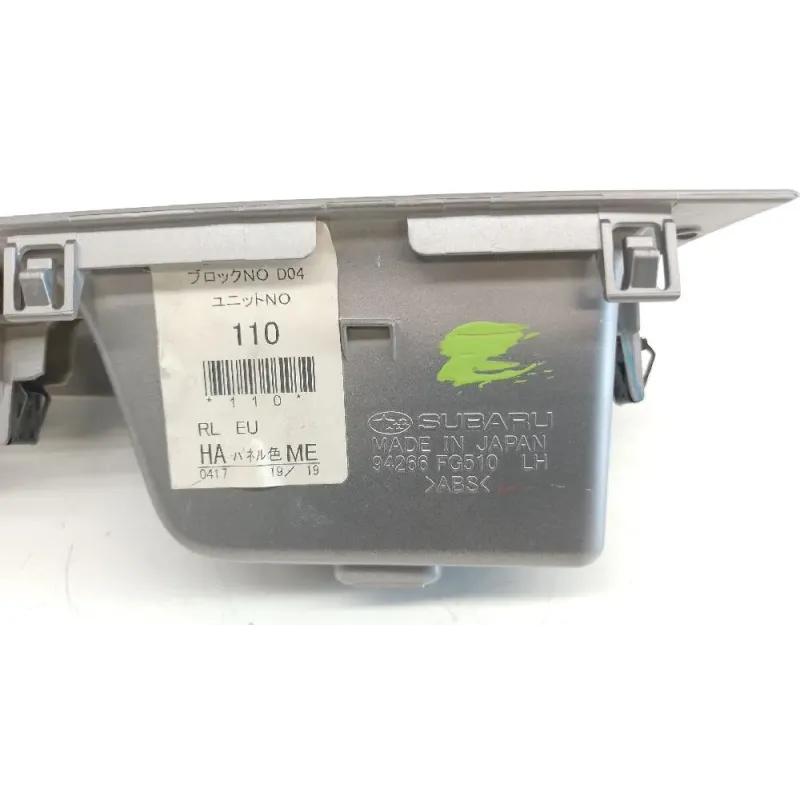 ブロックNO D04
ユニットNO
110
*110*
RL EU
HA パネル色 ME
0417 19/ 19
SUBARU
MADE IN JAPAN
94266 FG510 LH
>ABS<